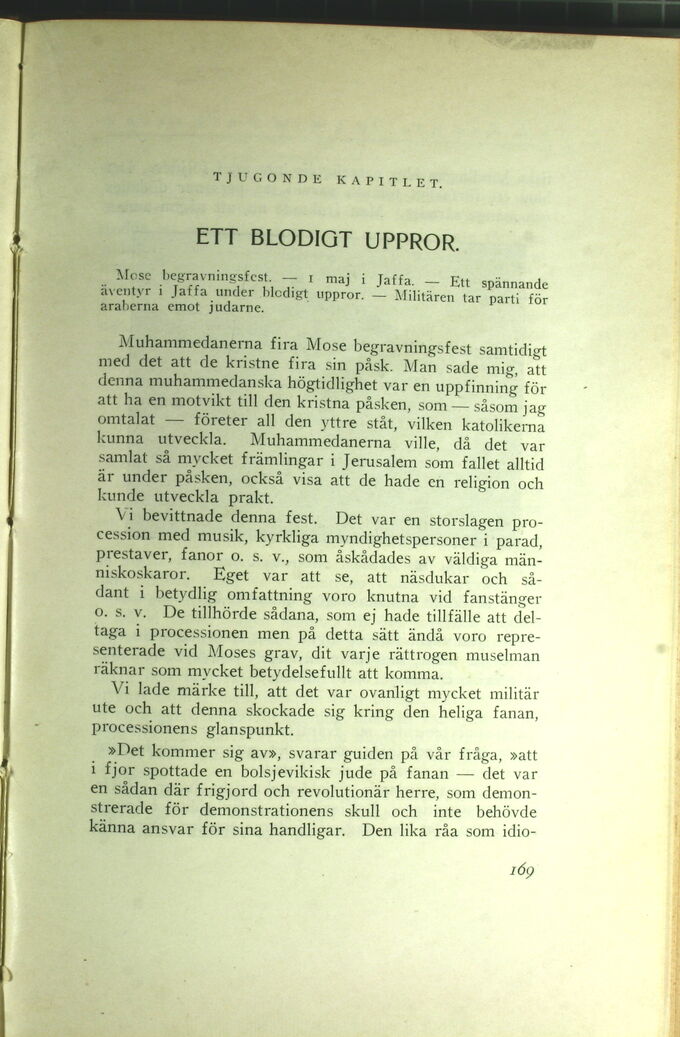 TJUGONDE KAPITLET.
ETT BLODIGT UPPROR.
Mose begravningsfest. — 1 maj i Jaffa. — Ett spännande
äventyr i Jaffa under blodigt uppror. — Militären tar parti för
araberna emot judarne.
Muhammedanerna fira Mose begravningsfest samtidigt
med det att de kristne fira sin påsk. Man sade mig, att
denna muhammedanska högtidlighet var en uppfinning för
att ha en motvikt till den kristna påsken, som — såsom jag
omtalat — företer all den yttre ståt, vilken katolikerna
kunna utveckla. Muhammedanerna ville, då det var
samlat så mycket främlingar i Jerusalem som fallet alltid
är under påsken, också visa att de hade en religion och
kunde utveckla prakt.
Vi bevittnade denna fest. Det var en storslagen pro-
cession med musik, kyrkliga myndighetspersoner i parad,
prestaver, fanor o. s. v., som åskådades av väldiga män-
niskoskaror. Eget var att se, att näsdukar och så-
dant i betydlig omfattning voro knutna vid fanstänger
o. s. v. De tillhörde sådana, som ej hade tillfälle att del-
taga i processionen men på detta sätt ändå voro repre-
senterade vid Moses grav, dit varje rättrogen muselman
räknar som mycket betydelsefullt att komma.
Vi lade märke till, att det var ovanligt mycket militär
ute och att denna skockade sig kring den heliga fanan,
processionens glanspunkt.
»Det kommer sig av», svarar guiden på vår fråga, »att
i fjor spottade en bolsjevikisk jude på fanan — det var
en sådan där frigjord och revolutionär herre, som demon-
strerade för demonstrationens skull och inte behövde
känna ansvar för sina handligar. Den lika råa som idio-
169